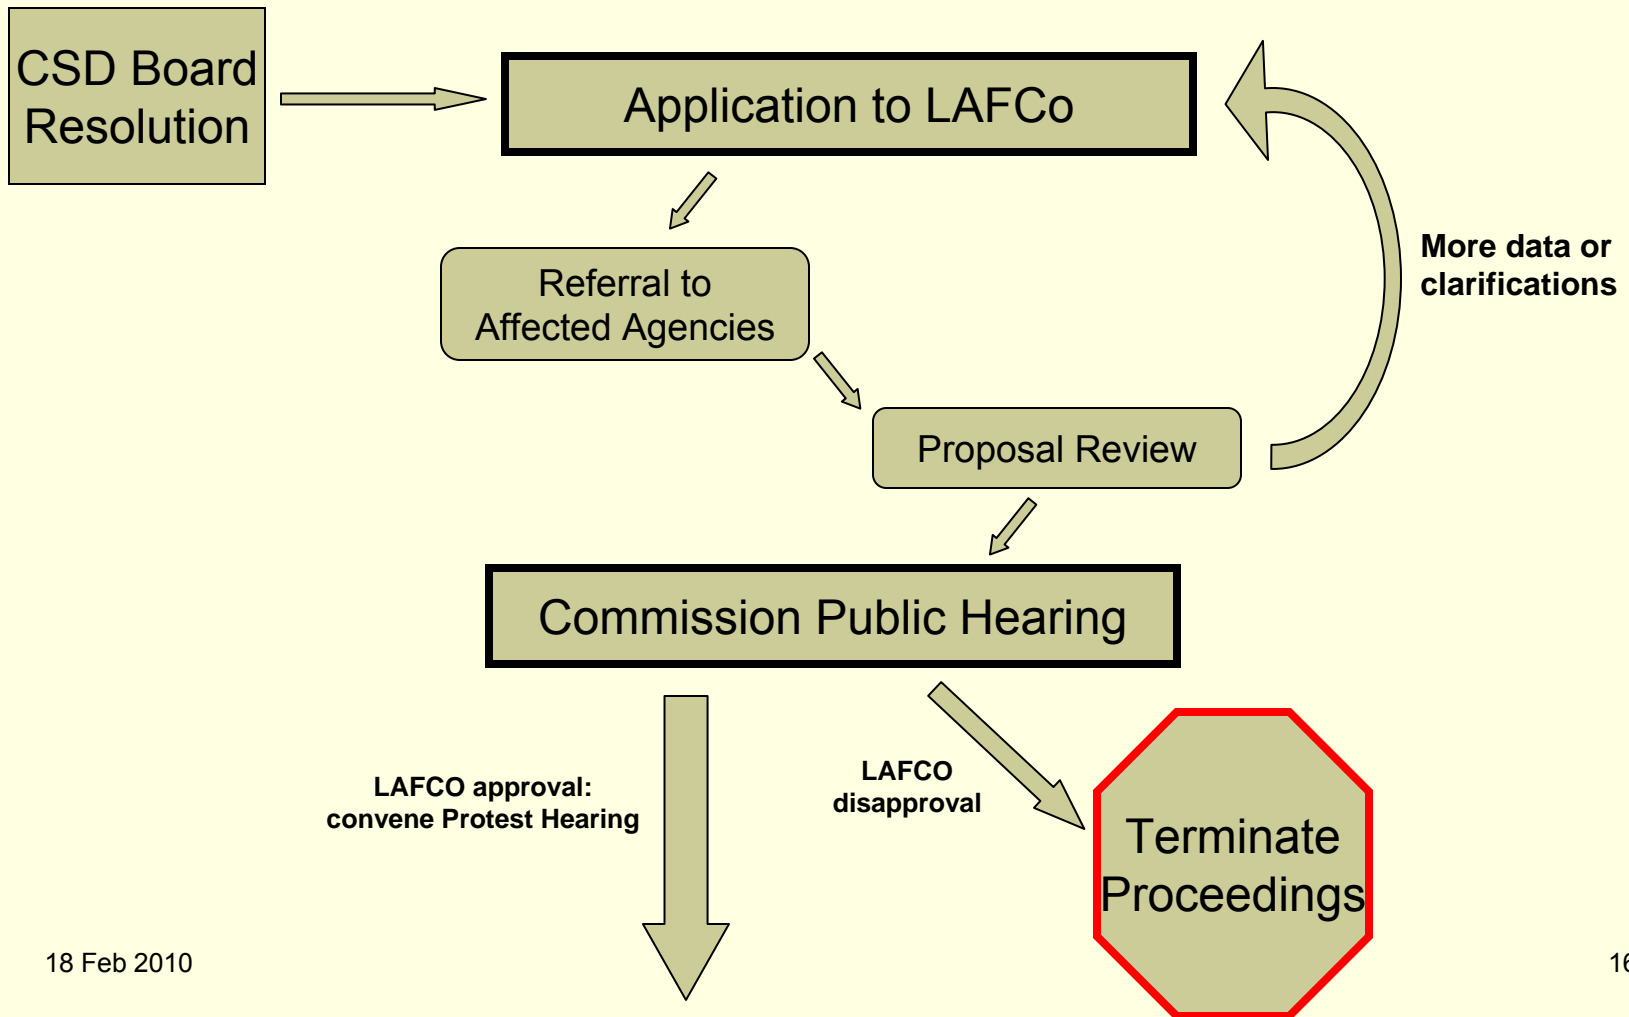 CSD Board
Resolution
Application to LAFCo
Referral to
Affected Agencies
More data or
clarifications
Proposal Review
Commission Public Hearing
LAFCO approval:
convene Protest Hearing
LAFCO
disapproval
Terminate
Proceedings
18 Feb 2010
16